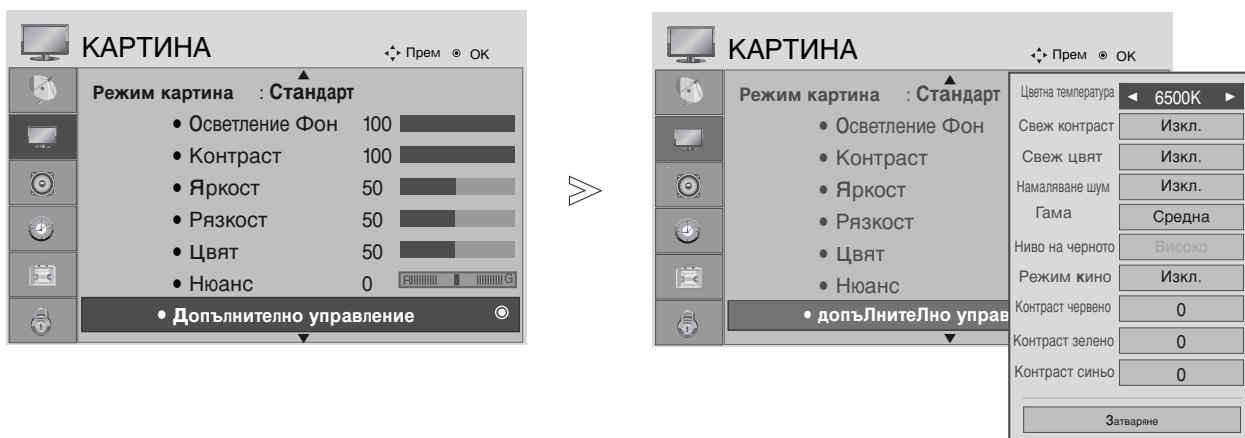 КАРТИНА
Прем OK
Режим картина : Стандарт
• Осветление Фон 100
• Контраст 100
• Яркост 50
• Рязкост 50
• Цвят 50
• Нюанс 0 R G
• Допълнително управление
КАРТИНА
Прем OK
Режим картина : Стандарт
• Осветление Фон
• Контраст
• Яркост
• Рязкост
• Цвят
• Нюанс
• допъЛнитеЛно управ
Цветна температура ◄ 6500K ►
Свеж контраст Изкл.
Свеж цвят Изкл.
Намаляване шум Изкл.
Гама Средна
Ниво на черното Високо
Режим кино Изкл.
Контраст червено 0
Контраст зелено 0
Контраст синьо 0
Затваряне